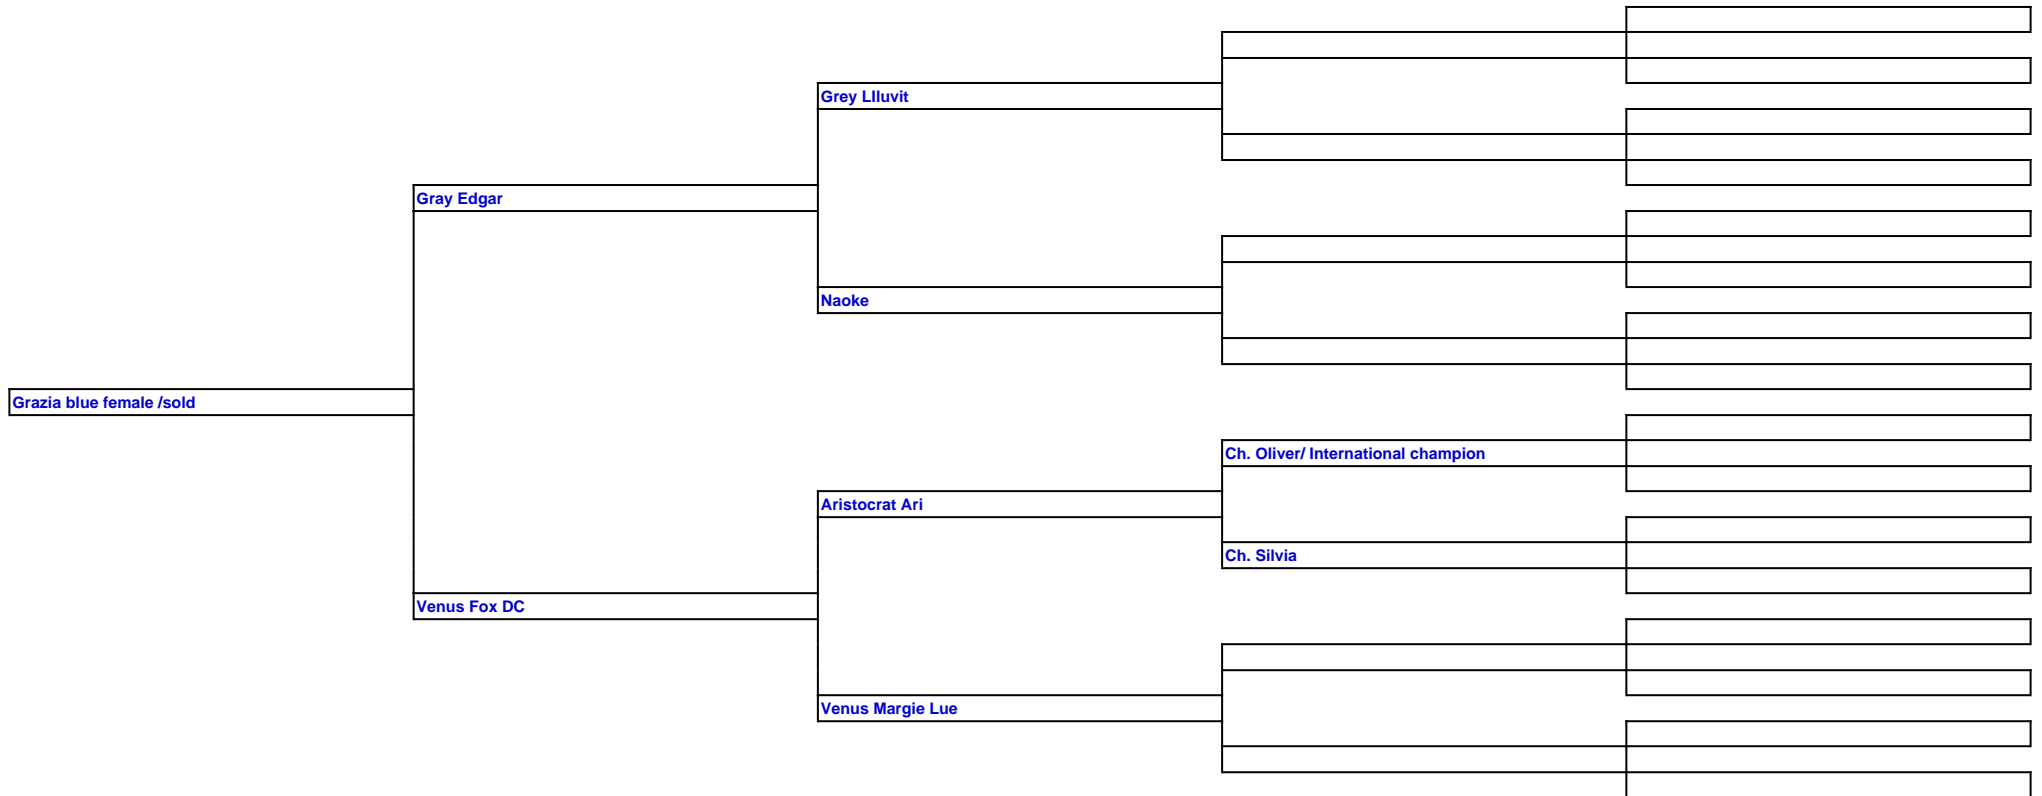 Grey LIluvit
Gray Edgar
Naoke
Grazia blue female /sold
Ch. Oliver/ International champion
Aristocrat Ari
Ch. Silvia
Venus Fox DC
Venus Margie Lue